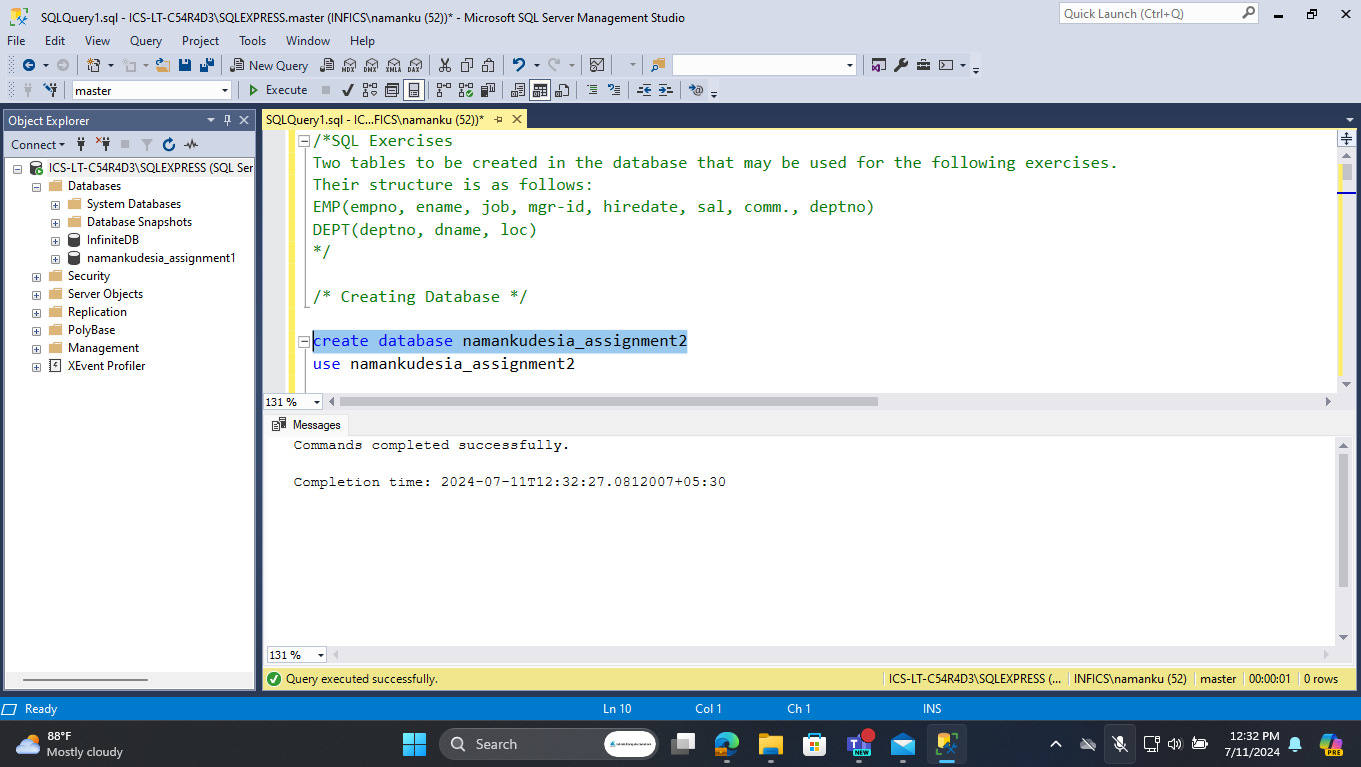 SQLQuery1.sql - ICS-LT-C54R4D3\SQLEXPRESS.master (INFICS\namanku (52))* - Microsoft SQL Server Management Studio
Quick Launch (Ctrl+Q)
File Edit View Query Project Tools Window Help
New Query MDX DMX XMLA DAX
master Execute
Object Explorer
SQLQuery1.sql - IC...FICS\namanku (52))*
Connect
ICS-LT-C54R4D3\SQLEXPRESS (SQL Ser
Databases
System Databases
Database Snapshots
InfiniteDB
namankudesia_assignment1
Security
Server Objects
Replication
PolyBase
Management
XEvent Profiler
/*SQL Exercises
Two tables to be created in the database that may be used for the following exercises.
Their structure is as follows:
EMP(empno, ename, job, mgr-id, hiredate, sal, comm., deptno)
DEPT(deptno, dname, loc)
*/
/* Creating Database */
create database namankudesia_assignment2
use namankudesia_assignment2
131 %
Messages
Commands completed successfully.
Completion time: 2024-07-11T12:32:27.0812007+05:30
131 %
Query executed successfully.
ICS-LT-C54R4D3\SQLEXPRESS (... INFICS\namanku (52) master 00:00:01 0 rows
Ready Ln 10 Col 1 Ch 1 INS
88°F
Mostly cloudy
Search
NEW
12:32 PM
7/11/2024
PRE